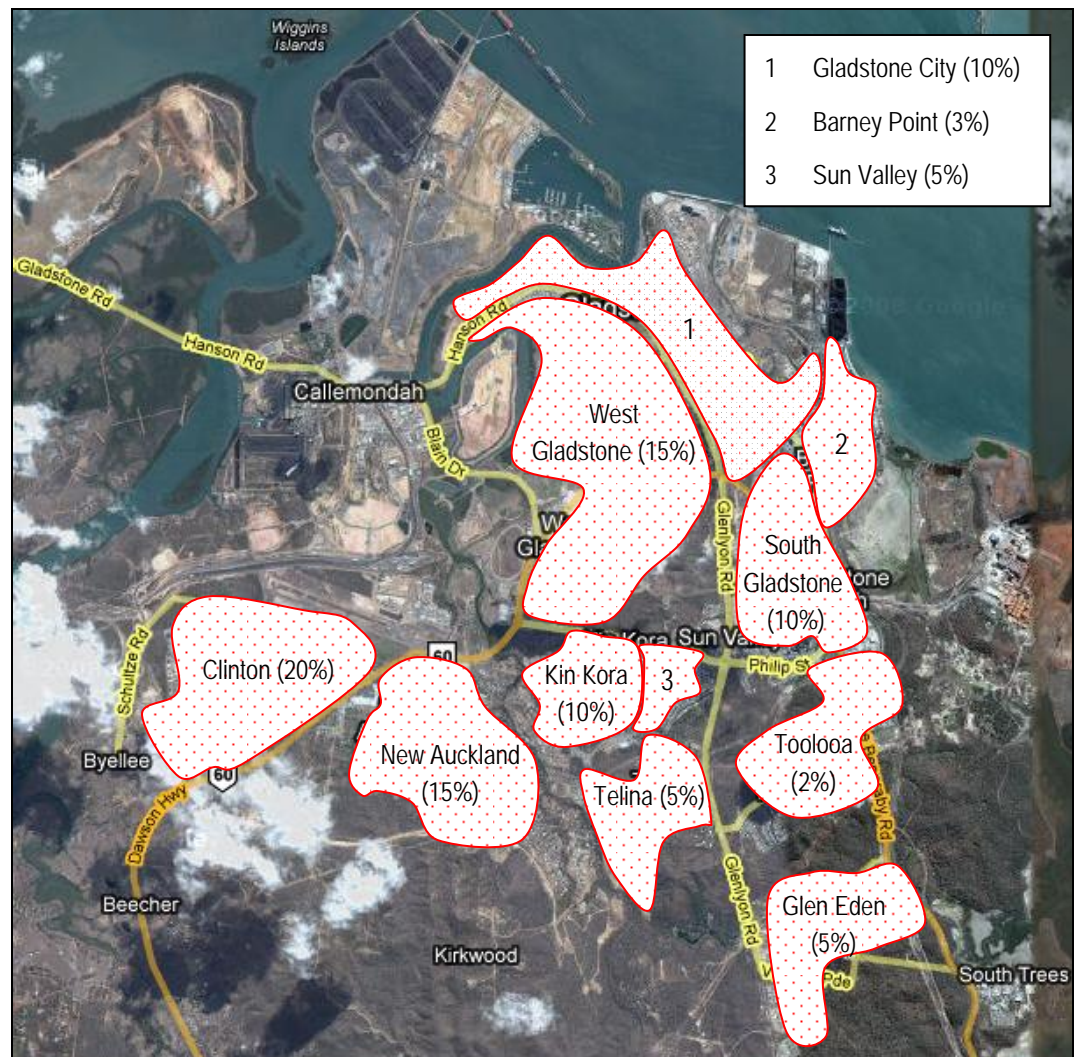 Wiggins
Islands
1 Gladstone City (10%)
2 Barney Point (3%)
3 Sun Valley (5%)
Gladstone Rd
Hanson Rd
Hanson Rd
Callemondah
1
West
Gladstone (15%)
2
Blain Dr
Glenlyon Rd
South
Gladstone
(10%)
Sun Valley
Philip St
60
Schultze Rd
Clinton (20%)
Kin Kora
(10%)
3
Byellee
60
New Auckland
(15%)
Toolooa
(2%)
Telina (5%)
Dawson Hwy
Beecher
Glenlyon Rd
Glen Eden
(5%)
Kirkwood
Pde
South Trees